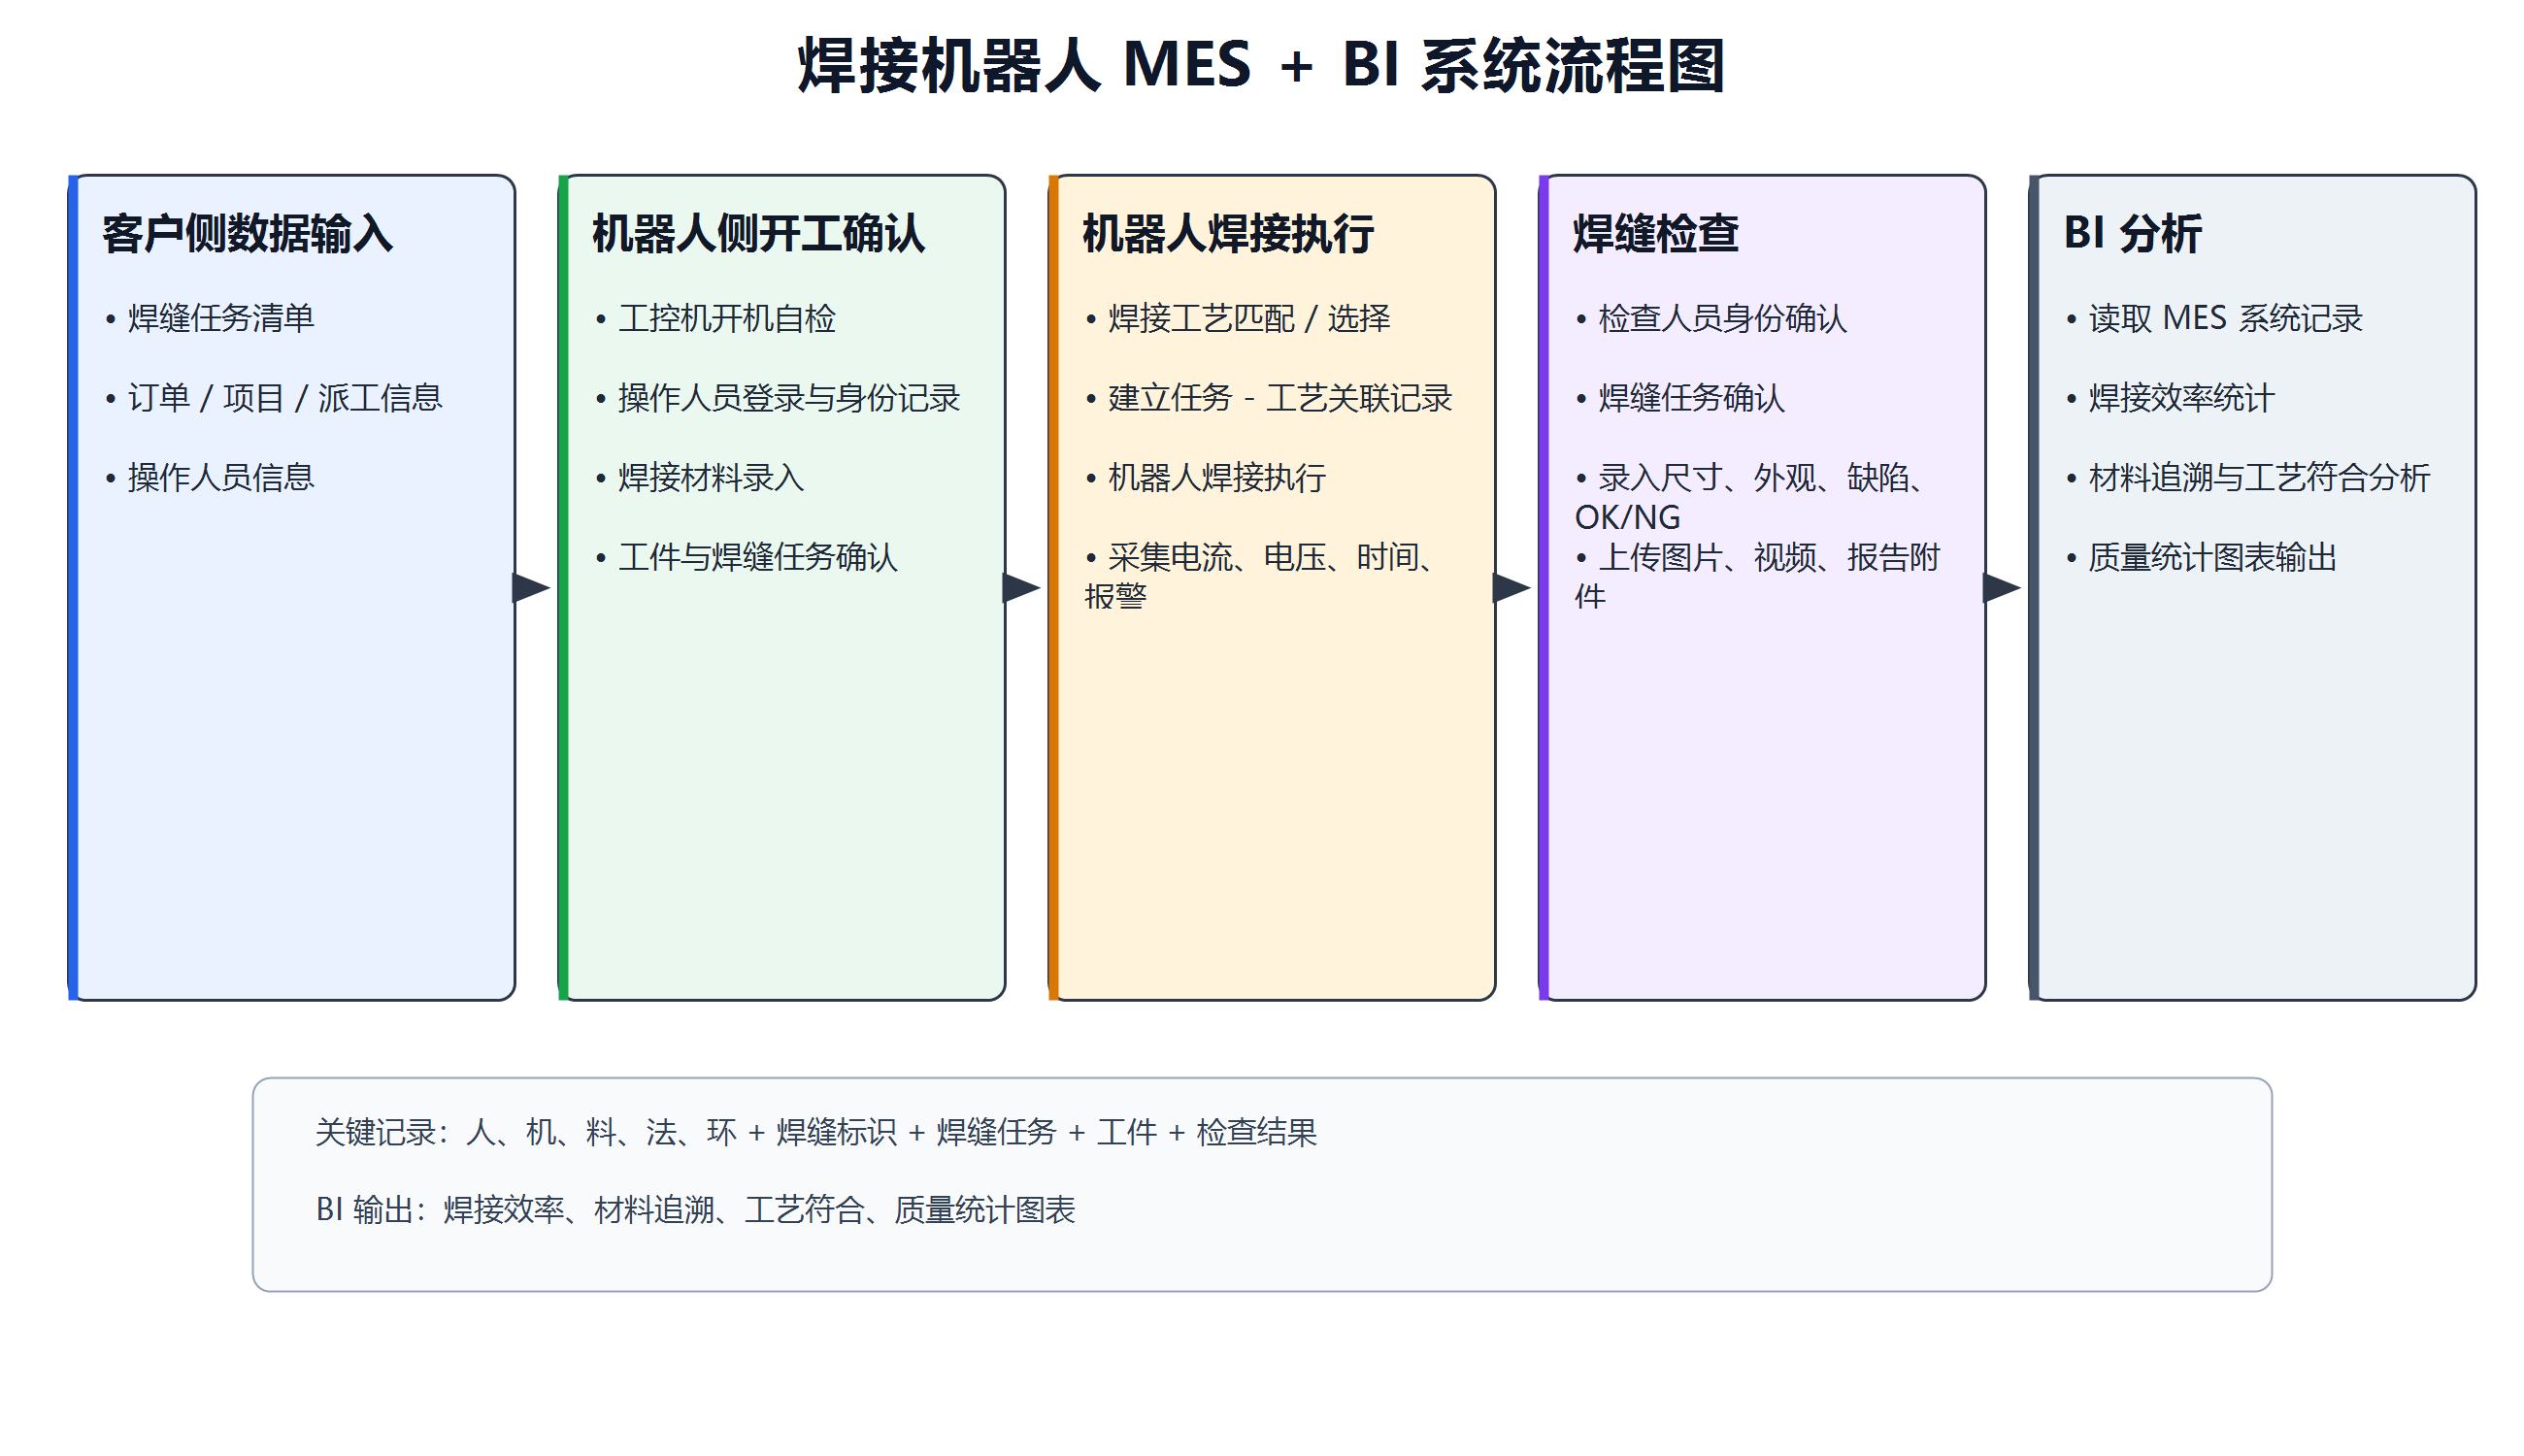 焊接机器人 MES + BI 系统流程图
客户侧数据输入
• 焊缝任务清单
• 订单 / 项目 / 派工信息
• 操作人员信息
机器人侧开工确认
• 工控机开机自检
• 操作人员登录与身份记录
• 焊接材料录入
• 工件与焊缝任务确认
机器人焊接执行
• 焊接工艺匹配 / 选择
• 建立任务 - 工艺关联记录
• 机器人焊接执行
• 采集电流、电压、时间、
报警
焊缝检查
• 检查人员身份确认
• 焊缝任务确认
• 录入尺寸、外观、缺陷、
OK/NG
• 上传图片、视频、报告附
件
BI 分析
• 读取 MES 系统记录
• 焊接效率统计
• 材料追溯与工艺符合分析
• 质量统计图表输出
关键记录：人、机、料、法、环 + 焊缝标识 + 焊缝任务 + 工件 + 检查结果
BI 输出：焊接效率、材料追溯、工艺符合、质量统计图表